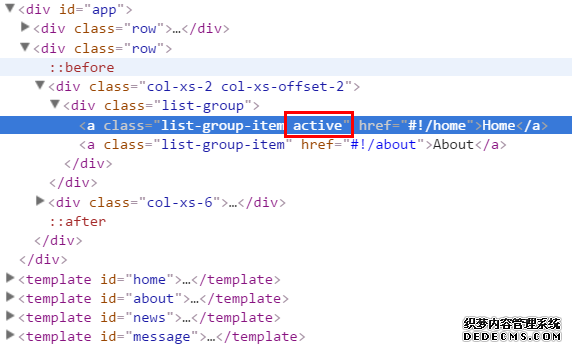 ▼<div id="app">
▶<div class="row">…</div>
▼<div class="row">
::before
▼<div class="col-xs-2 col-xs-offset-2">
▼<div class="list-group">
<a class="list-group-item active" href="#!/home">Home</a>
<a class="list-group-item" href="#!/about">About</a>
</div>
</div>
▶<div class="col-xs-6">…</div>
::after
</div>
▶<template id="home">…</template>
▶<template id="about">…</template>
▶<template id="news">…</template>
▶<template id="message">…</template>
织梦内容管理系统
DEDECMS.COM